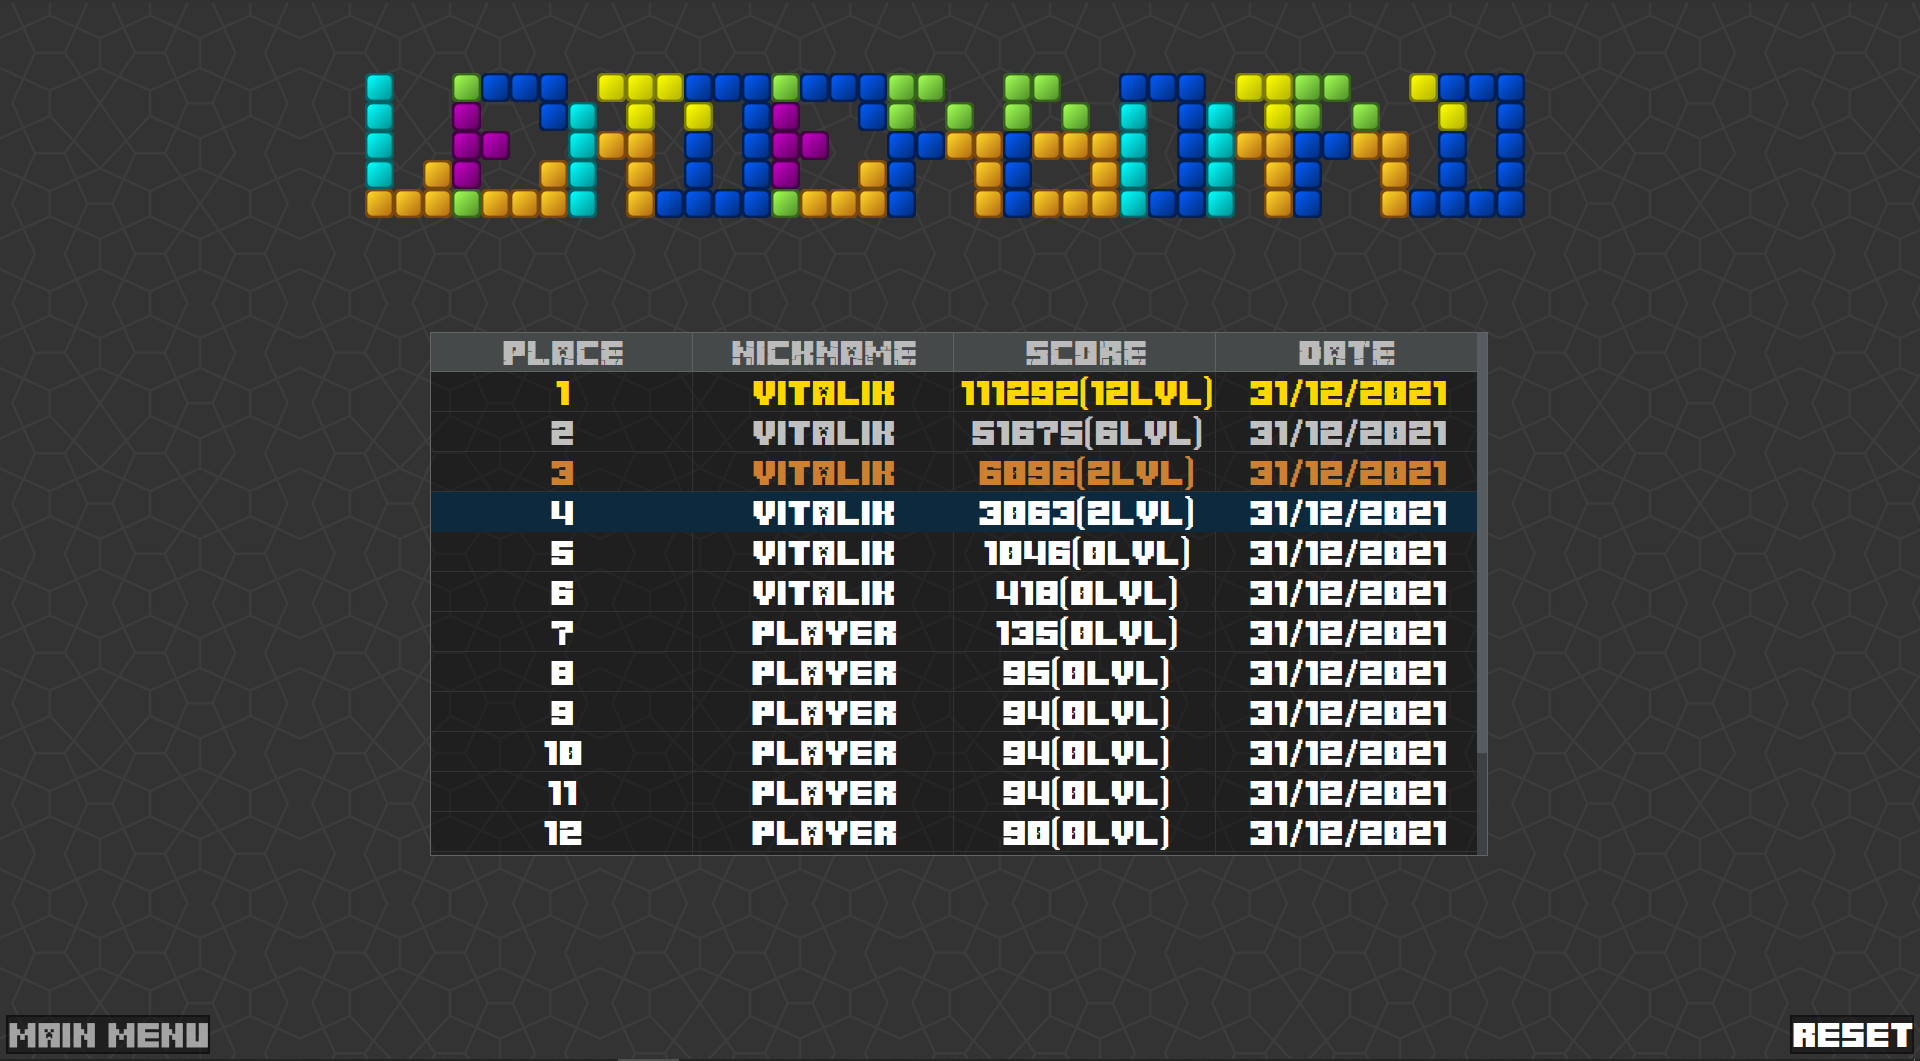 LEADERBOARD
PLACE NICKNAME SCORE DATE
1 VITALIK 111292(12LVL) 31/12/2021
2 VITALIK 51675(6LVL) 31/12/2021
3 VITALIK 6096(2LVL) 31/12/2021
4 VITALIK 3063(2LVL) 31/12/2021
5 VITALIK 1046(0LVL) 31/12/2021
6 VITALIK 418(0LVL) 31/12/2021
7 PLAYER 135(0LVL) 31/12/2021
8 PLAYER 95(0LVL) 31/12/2021
9 PLAYER 94(0LVL) 31/12/2021
10 PLAYER 94(0LVL) 31/12/2021
11 PLAYER 94(0LVL) 31/12/2021
12 PLAYER 90(0LVL) 31/12/2021
MAIN MENU
RESET